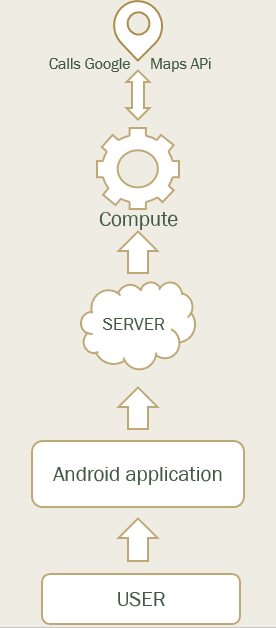 Calls Google Maps APi
Compute
SERVER
Android application
USER